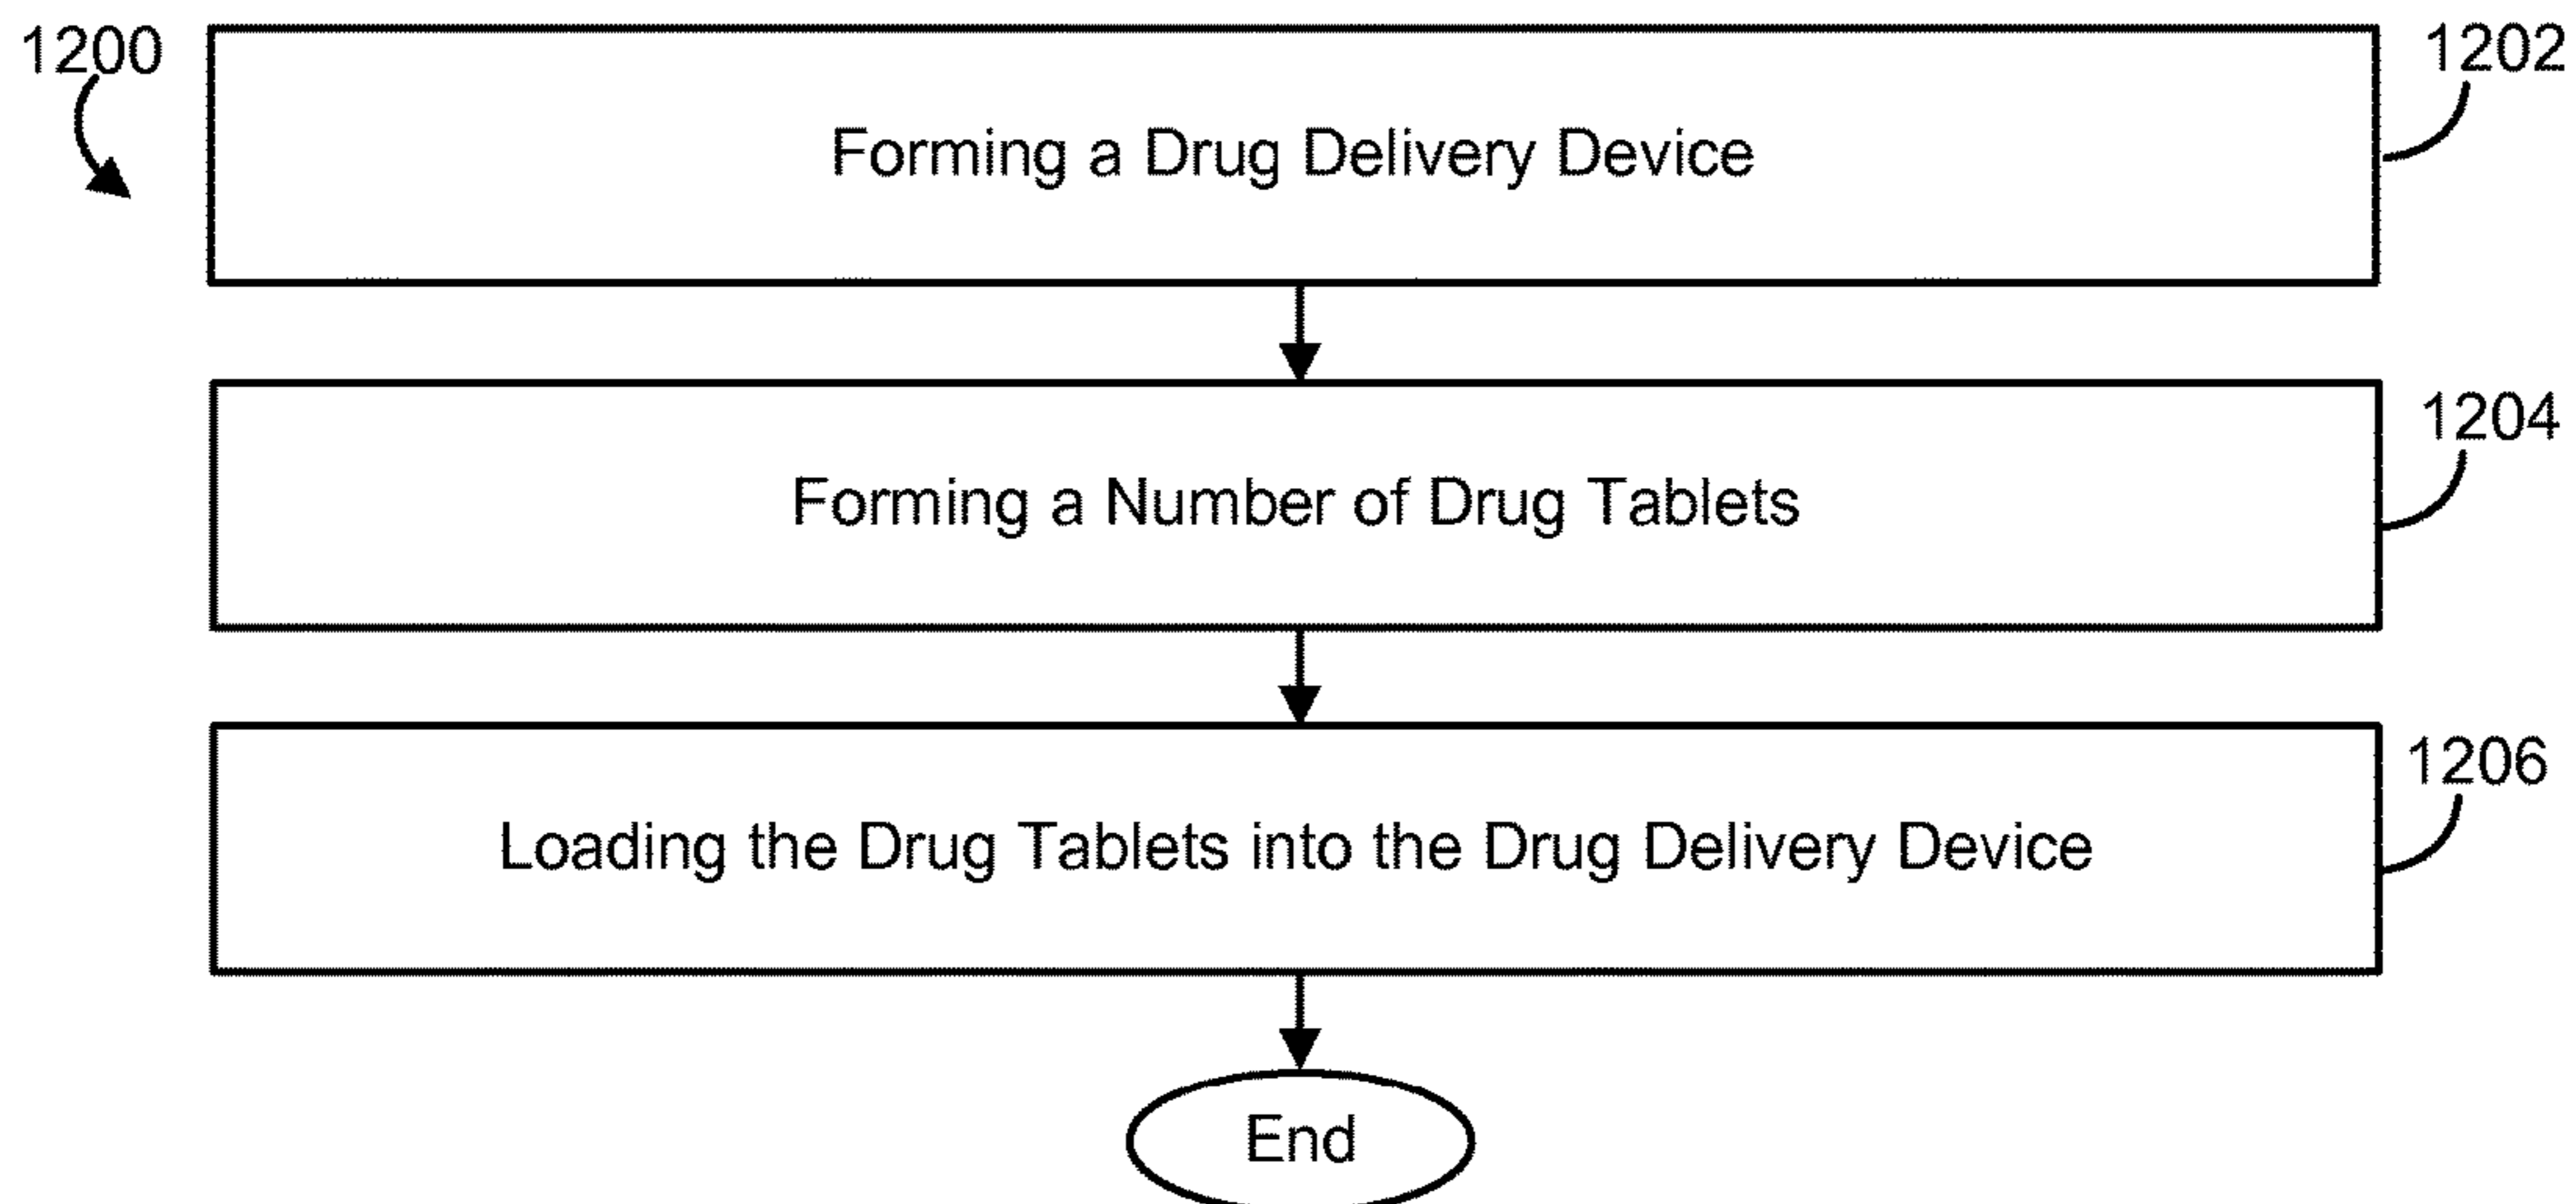 1200
1202
Forming a Drug Delivery Device
1204
Forming a Number of Drug Tablets
1206
Loading the Drug Tablets into the Drug Delivery Device
End